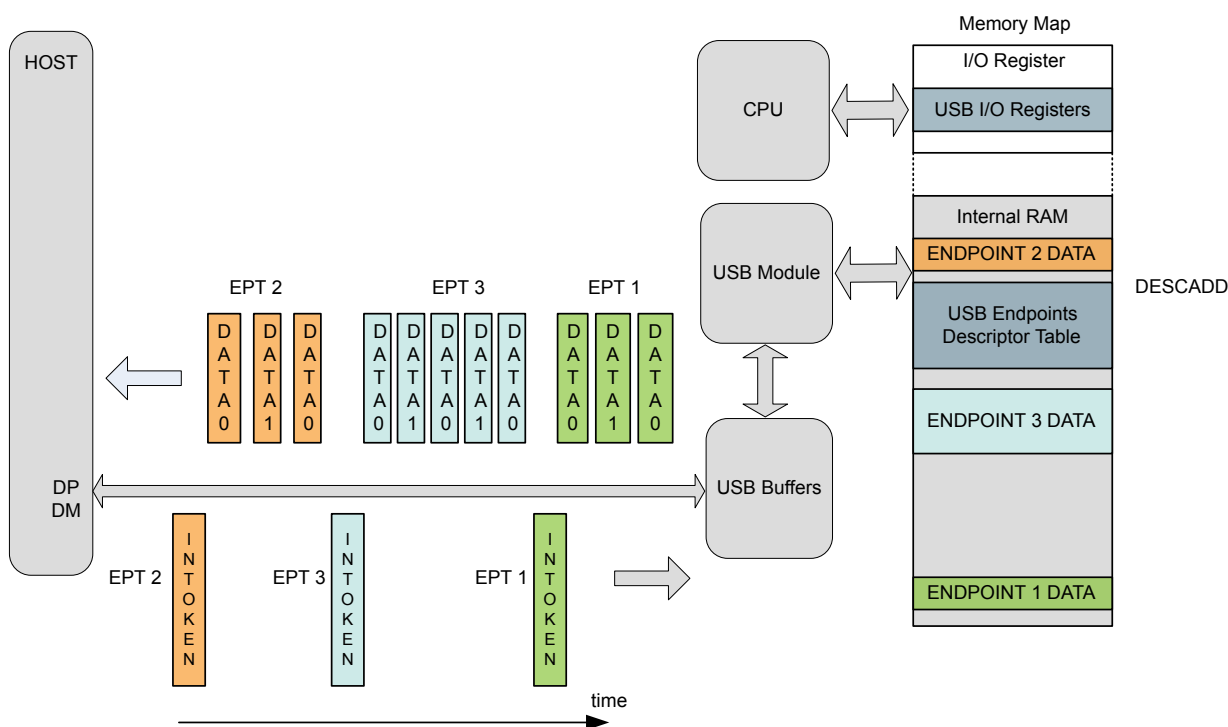 Memory Map
HOST
I/O Register
CPU
USB I/O Registers
Internal RAM
ENDPOINT 2 DATA
USB Module
DESCADD
EPT 2
EPT 3
EPT 1
USB Endpoints
Descriptor Table
DATA0
DATA1
DATA0
DATA0
DATA1
DATA0
DATA1
DATA0
DATA0
DATA1
DATA0
ENDPOINT 3 DATA
DP
DM
USB Buffers
EPT 2
INTOKEN
EPT 3
INTOKEN
EPT 1
INTOKEN
ENDPOINT 1 DATA
time